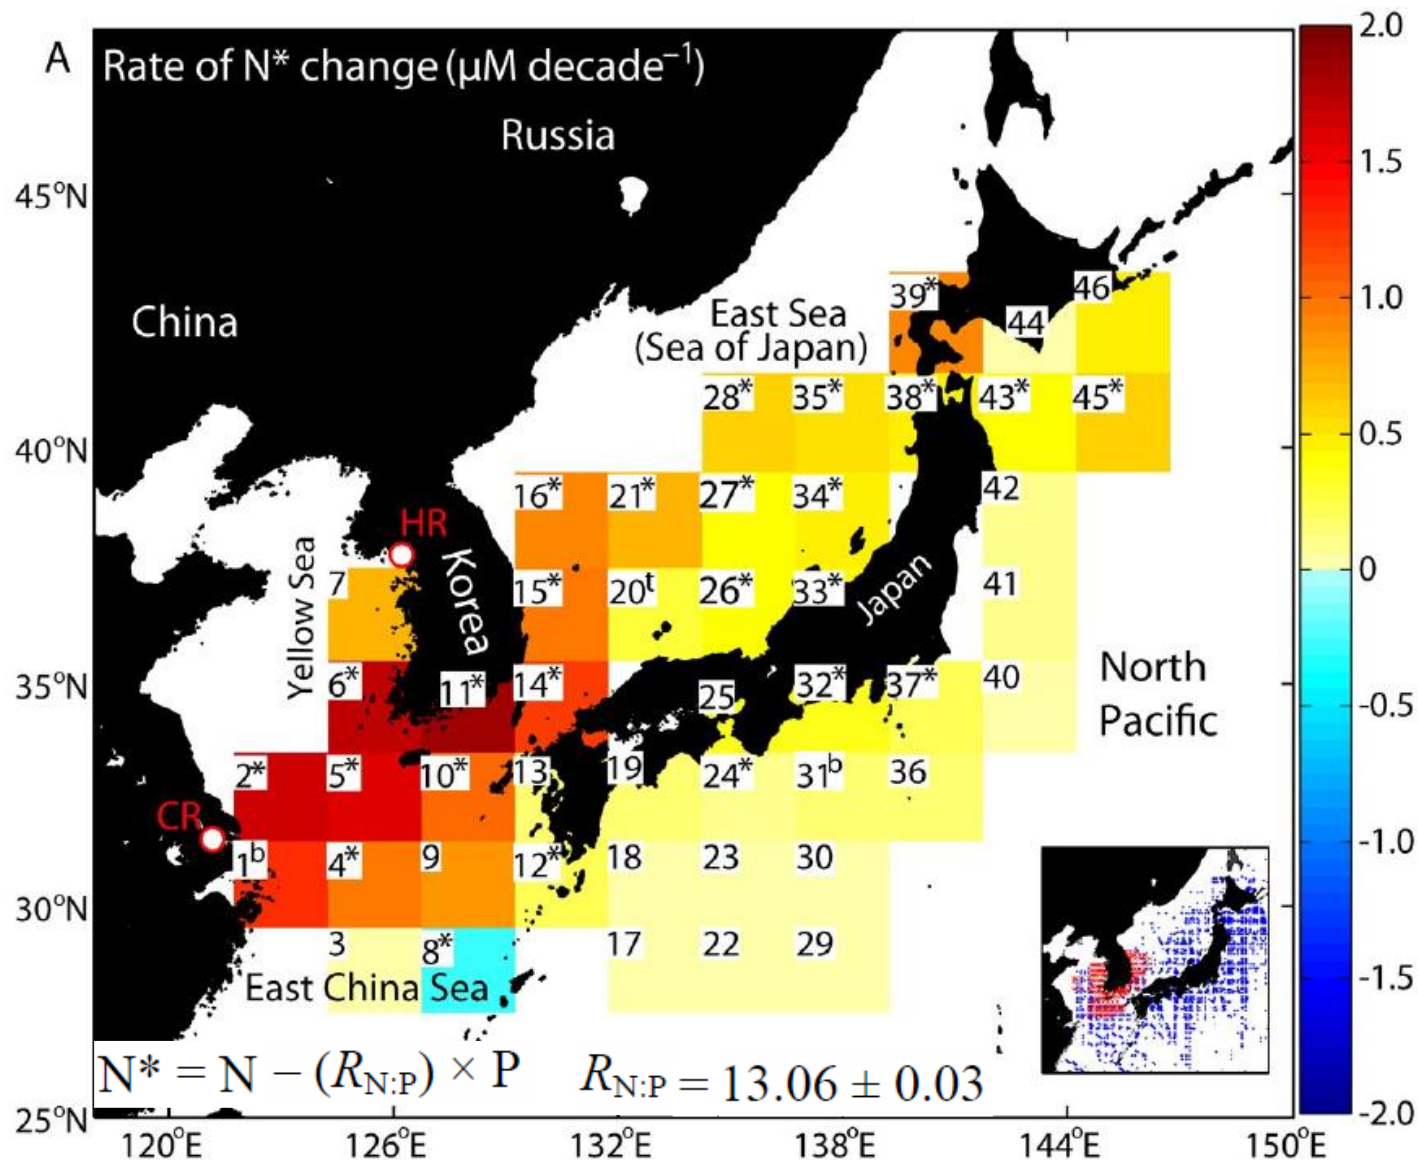 A
Rate of N* change (μM decade⁻¹)
2.0
1.5
1.0
0.5
0
-0.5
-1.0
-1.5
-2.0
Russia
China
45°N
40°N
35°N
30°N
25°N
East Sea
(Sea of Japan)
39*
46
44
28*
35*
38*
43*
45*
16*
21*
27*
34*
42
HR
Yellow Sea
Korea
Japan
7
15*
20ᵗ
26*
33*
41
6*
11*
14*
25
32*
37*
40
North
Pacific
2*
5*
10*
13
19
24*
31ᵇ
36
CR
1ᵇ
4*
9
12*
18
23
30
3
8*
17
22
29
East China Sea
N* = N − (R_N:P) × P R_N:P = 13.06 ± 0.03
120°E
126°E
132°E
138°E
144°E
150°E